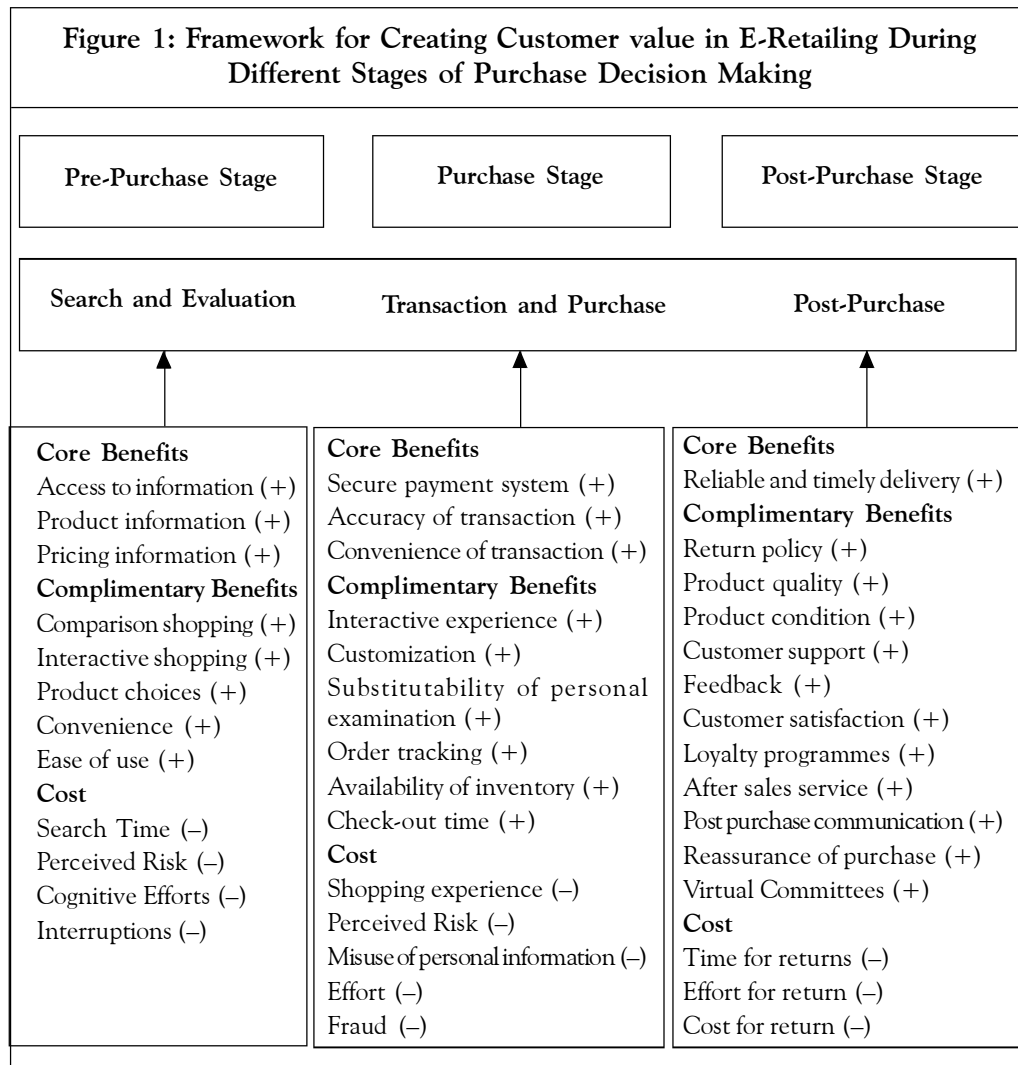 Figure 1: Framework for Creating Customer value in E-Retailing During
Different Stages of Purchase Decision Making
Pre-Purchase Stage
Purchase Stage
Post-Purchase Stage
Search and Evaluation
Transaction and Purchase
Post-Purchase
Core Benefits
Access to information (+)
Product information (+)
Pricing information (+)
Complimentary Benefits
Comparison shopping (+)
Interactive shopping (+)
Product choices (+)
Convenience (+)
Ease of use (+)
Cost
Search Time (–)
Perceived Risk (–)
Cognitive Efforts (–)
Interruptions (–)
Core Benefits
Secure payment system (+)
Accuracy of transaction (+)
Convenience of transaction (+)
Complimentary Benefits
Interactive experience (+)
Customization (+)
Substitutability of personal
examination (+)
Order tracking (+)
Availability of inventory (+)
Check-out time (+)
Cost
Shopping experience (–)
Perceived Risk (–)
Misuse of personal information (–)
Effort (–)
Fraud (–)
Core Benefits
Reliable and timely delivery (+)
Complimentary Benefits
Return policy (+)
Product quality (+)
Product condition (+)
Customer support (+)
Feedback (+)
Customer satisfaction (+)
Loyalty programmes (+)
After sales service (+)
Post purchase communication (+)
Reassurance of purchase (+)
Virtual Committees (+)
Cost
Time for returns (–)
Effort for return (–)
Cost for return (–)